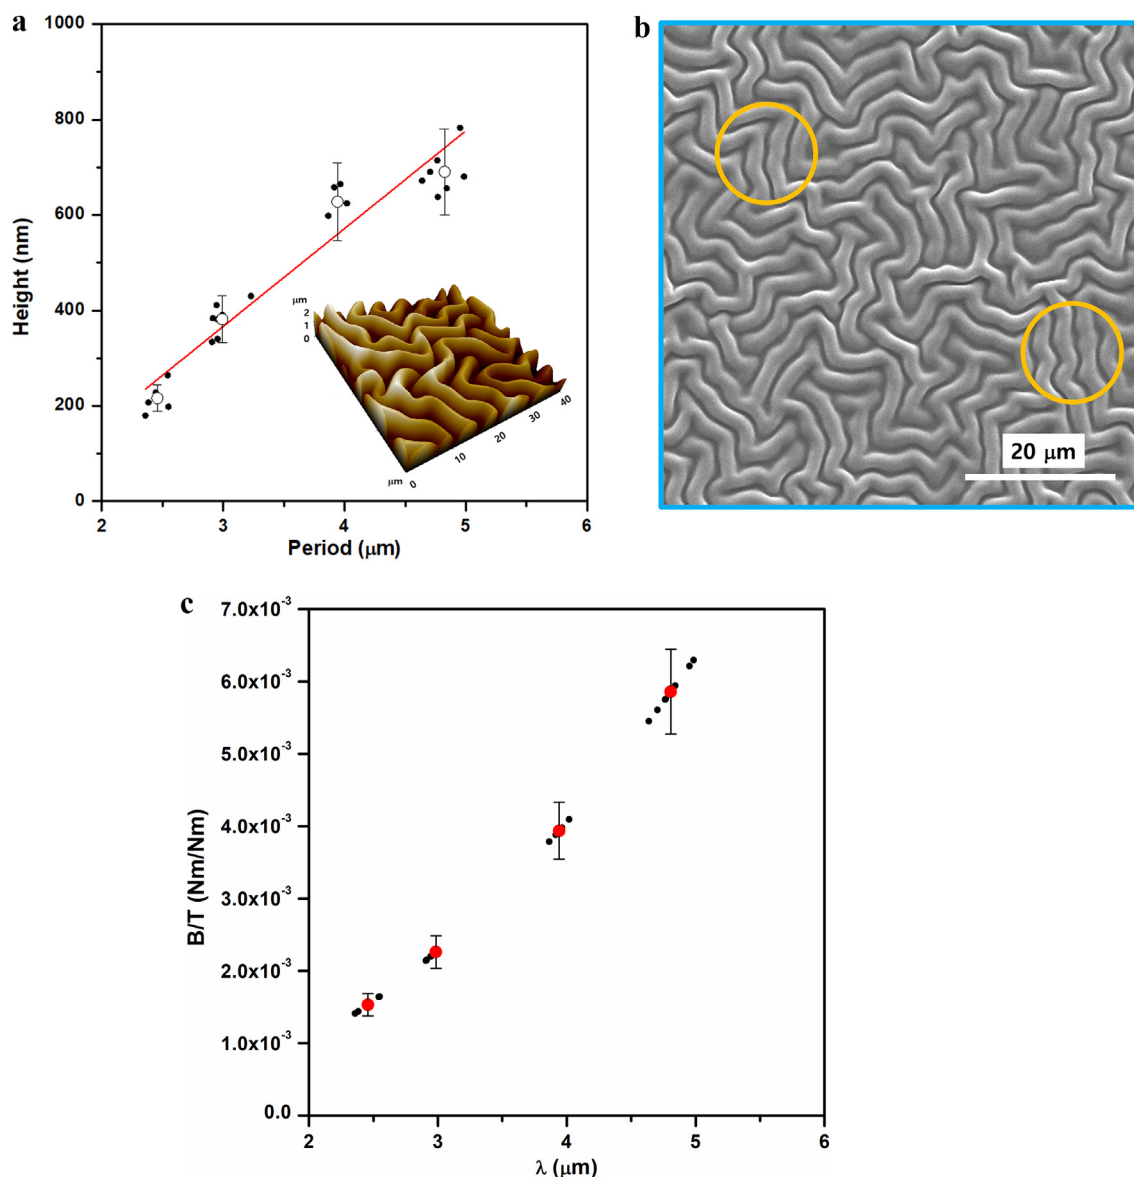 a
1000
800
600
400
200
0
Height (nm)
2 3 4 5 6
Period (μm)
μm
2
1
0
μm 0 10 20 30 40
b
20 μm
c
7.0x10⁻³
6.0x10⁻³
5.0x10⁻³
4.0x10⁻³
3.0x10⁻³
2.0x10⁻³
1.0x10⁻³
0.0
B/T (Nm/Nm)
2 3 4 5 6
λ (μm)